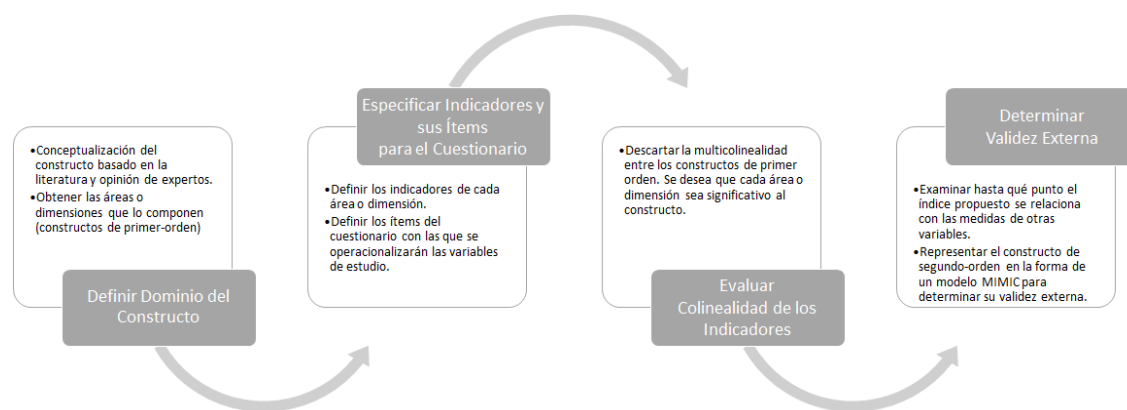 •Conceptualización del
constructo basado en la
literatura y opinión de expertos.
•Obtener las áreas o
dimensiones que lo componen
(constructos de primer-orden)
Definir Dominio del
Constructo
Especificar Indicadores y
sus Ítems
para el Cuestionario
•Definir los indicadores de cada
área o dimensión.
•Definir los ítems del
cuestionario con las que se
operacionalizarán las variables
de estudio.
•Descartar la multicolinealidad
entre los constructos de primer
orden. Se desea que cada área o
dimensión sea significativo al
constructo.
Evaluar
Colinealidad de los
Indicadores
Determinar
Validez Externa
•Examinar hasta qué punto el
índice propuesto se relaciona
con las medidas de otras
variables.
•Representar el constructo de
segundo-orden en la forma de
un modelo MIMIC para
determinar su validez externa.